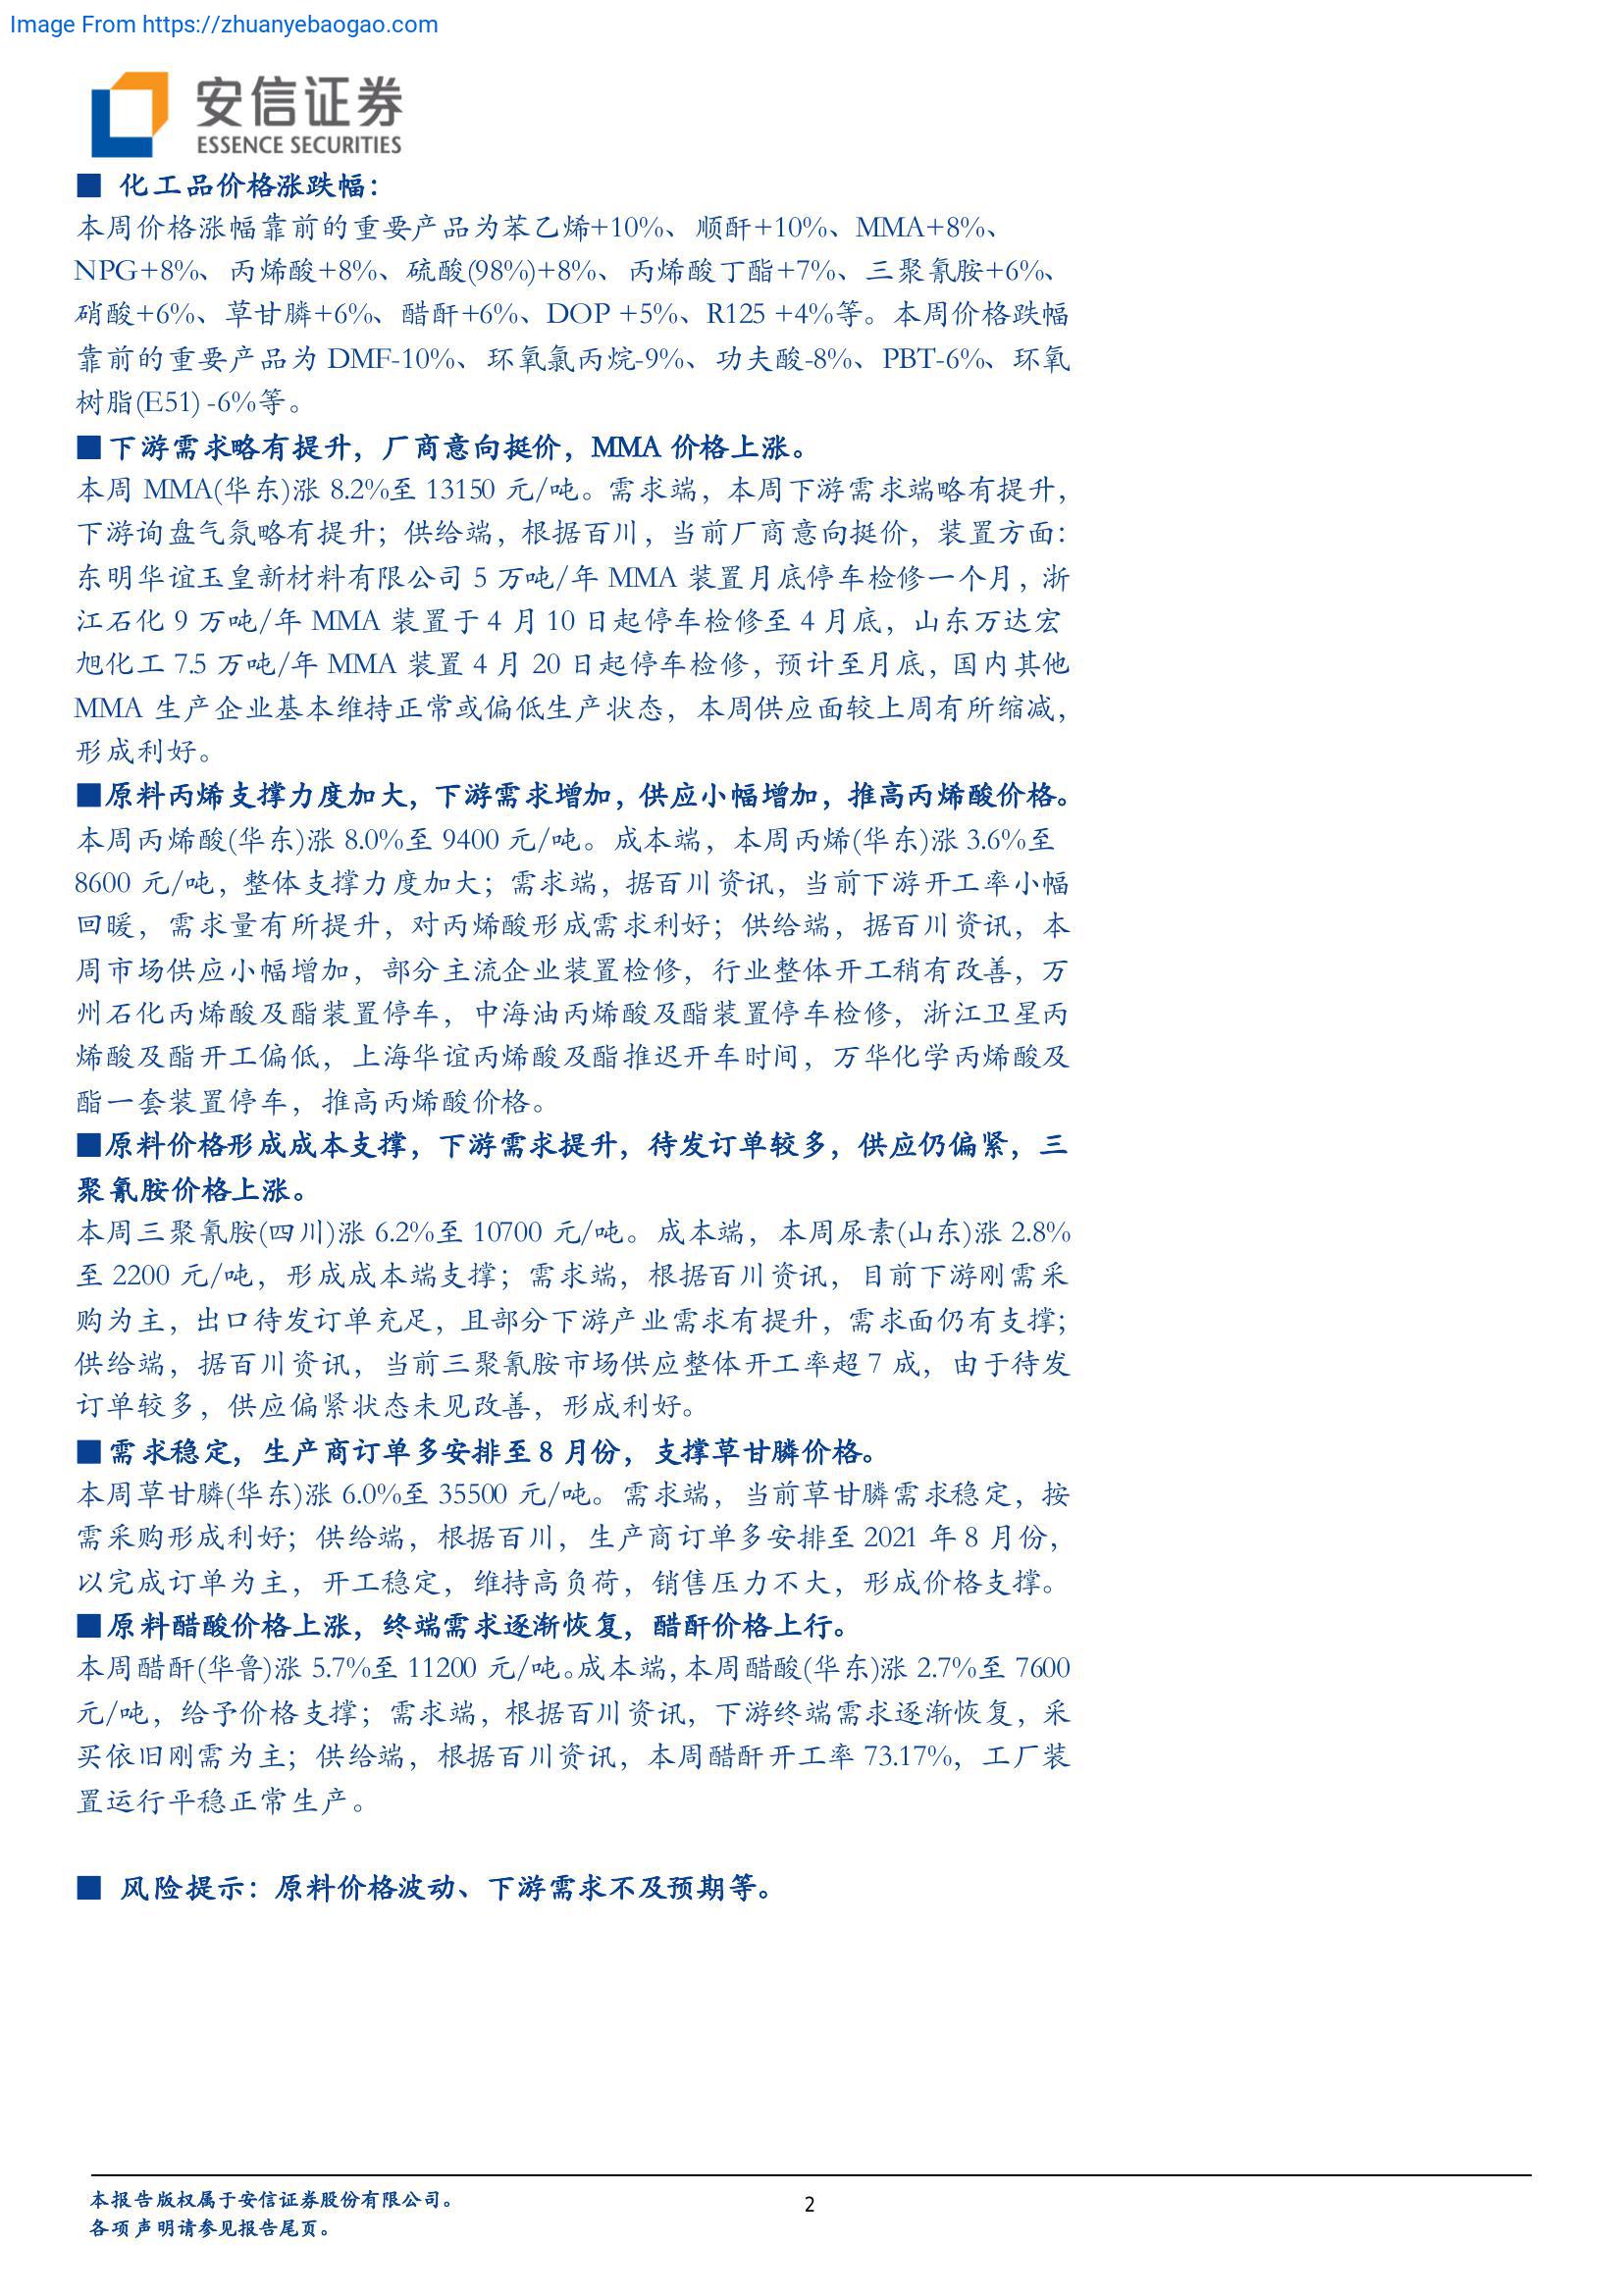 Image From https://zhuanyebaogao.com
安信证券
ESSENCE SECURITIES
■ 化工品价格涨跌幅：
本周价格涨幅靠前的重要产品为苯乙烯+10%、顺酐+10%、MMA+8%、
NPG+8%、丙烯酸+8%、硫酸(98%)+8%、丙烯酸丁酯+7%、三聚氰胺+6%、
硝酸+6%、草甘膦+6%、醋酐+6%、DOP +5%、R125 +4%等。本周价格跌幅
靠前的重要产品为 DMF-10%、环氧氯丙烷-9%、功夫酸-8%、PBT-6%、环氧
树脂(E51) -6%等。
■下游需求略有提升，厂商意向挺价，MMA 价格上涨。
本周 MMA(华东)涨 8.2%至 13150 元/吨。需求端，本周下游需求端略有提升，
下游询盘气氛略有提升；供给端，根据百川，当前厂商意向挺价，装置方面：
东明华谊玉皇新材料有限公司 5 万吨/年 MMA 装置月底停车检修一个月，浙
江石化 9 万吨/年 MMA 装置于 4 月 10 日起停车检修至 4 月底，山东万达宏
旭化工 7.5 万吨/年 MMA 装置 4 月 20 日起停车检修，预计至月底，国内其他
MMA 生产企业基本维持正常或偏低生产状态，本周供应面较上周有所缩减，
形成利好。
■原料丙烯支撑力度加大，下游需求增加，供应小幅增加，推高丙烯酸价格。
本周丙烯酸(华东)涨 8.0%至 9400 元/吨。成本端，本周丙烯(华东)涨 3.6%至
8600 元/吨，整体支撑力度加大；需求端，据百川资讯，当前下游开工率小幅
回暖，需求量有所提升，对丙烯酸形成需求利好；供给端，据百川资讯，本
周市场供应小幅增加，部分主流企业装置检修，行业整体开工稍有改善，万
州石化丙烯酸及酯装置停车，中海油丙烯酸及酯装置停车检修，浙江卫星丙
烯酸及酯开工偏低，上海华谊丙烯酸及酯推迟开车时间，万华化学丙烯酸及
酯一套装置停车，推高丙烯酸价格。
■原料价格形成成本支撑，下游需求提升，待发订单较多，供应仍偏紧，三
聚氰胺价格上涨。
本周三聚氰胺(四川)涨 6.2%至 10700 元/吨。成本端，本周尿素(山东)涨 2.8%
至 2200 元/吨，形成成本端支撑；需求端，根据百川资讯，目前下游刚需采
购为主，出口待发订单充足，且部分下游产业需求有提升，需求面仍有支撑；
供给端，据百川资讯，当前三聚氰胺市场供应整体开工率超 7 成，由于待发
订单较多，供应偏紧状态未见改善，形成利好。
■需求稳定，生产商订单多安排至 8 月份，支撑草甘膦价格。
本周草甘膦(华东)涨 6.0%至 35500 元/吨。需求端，当前草甘膦需求稳定，按
需采购形成利好；供给端，根据百川，生产商订单多安排至 2021 年 8 月份，
以完成订单为主，开工稳定，维持高负荷，销售压力不大，形成价格支撑。
■原料醋酸价格上涨，终端需求逐渐恢复，醋酐价格上行。
本周醋酐(华鲁)涨 5.7%至 11200 元/吨。成本端，本周醋酸(华东)涨 2.7%至 7600
元/吨，给予价格支撑；需求端，根据百川资讯，下游终端需求逐渐恢复，采
买依旧刚需为主；供给端，根据百川资讯，本周醋酐开工率 73.17%，工厂装
置运行平稳正常生产。
■ 风险提示：原料价格波动、下游需求不及预期等。
本报告版权属于安信证券股份有限公司。
2
各项声明请参见报告尾页。